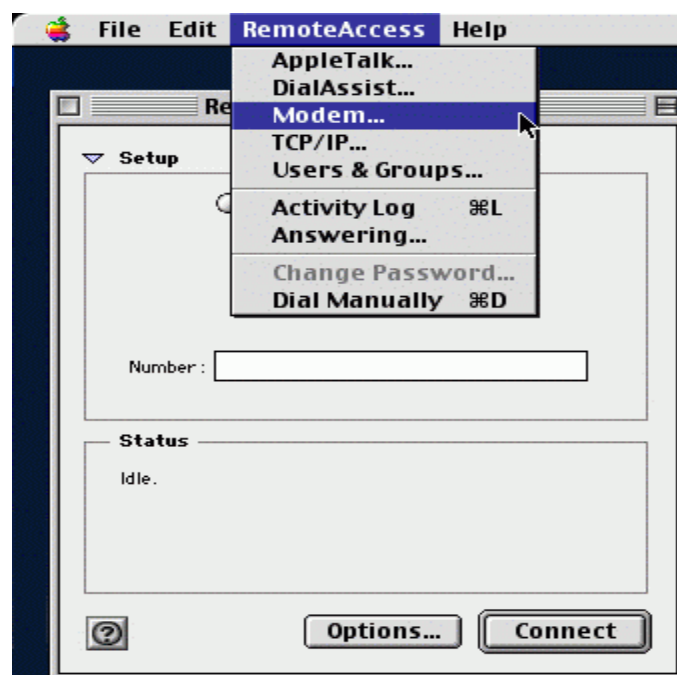 File Edit RemoteAccess Help
AppleTalk...
DialAssist...
Re
Modem...
TCP/IP...
Setup
Users & Groups...
Activity Log ⌘L
Answering...
Change Password...
Dial Manually ⌘D
Number :
Status
Idle.
? Options... Connect